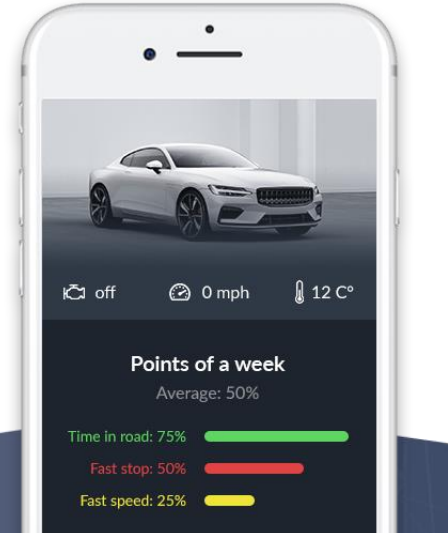 off 0 mph 12 C°
Points of a week
Average: 50%
Time in road: 75%
Fast stop: 50%
Fast speed: 25%